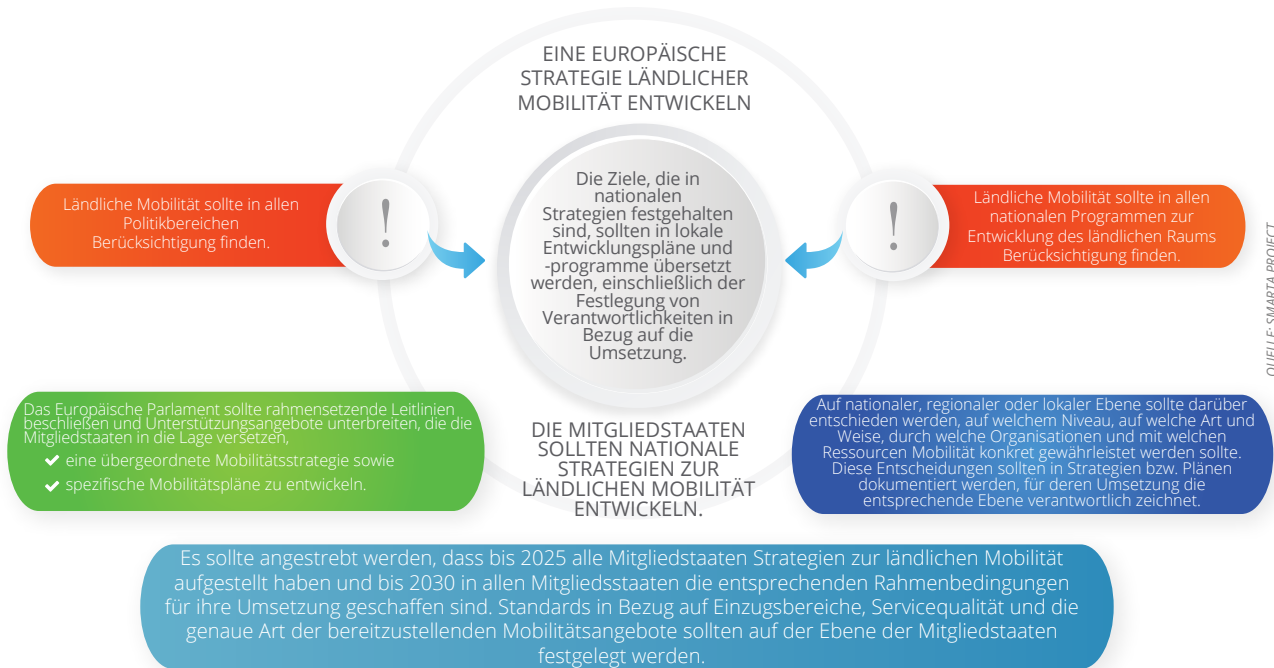 EINE EUROPÄISCHE
STRATEGIE LÄNDLICHER
MOBILITÄT ENTWICKELN
Ländliche Mobilität sollte in allen
Politikbereichen
Berücksichtigung finden.
!
Die Ziele, die in
nationalen
Strategien festgehalten
sind, sollten in lokale
Entwicklungspläne und
-programme übersetzt
werden, einschließlich der
Festlegung von
Verantwortlichkeiten in
Bezug auf die
Umsetzung.
!
Ländliche Mobilität sollte in allen
nationalen Programmen zur
Entwicklung des ländlichen Raums
Berücksichtigung finden.
QUELLE: SMARTA PROJECT
Das Europäische Parlament sollte rahmensetzende Leitlinien
beschließen und Unterstützungsangebote unterbreiten, die die
Mitgliedstaaten in die Lage versetzen,
✔ eine übergeordnete Mobilitätsstrategie sowie
✔ spezifische Mobilitätspläne zu entwickeln.
DIE MITGLIEDSTAATEN
SOLLTEN NATIONALE
STRATEGIEN ZUR
LÄNDLICHEN MOBILITÄT
ENTWICKELN.
Auf nationaler, regionaler oder lokaler Ebene sollte darüber
entschieden werden, auf welchem Niveau, auf welche Art und
Weise, durch welche Organisationen und mit welchen
Ressourcen Mobilität konkret gewährleistet werden sollte.
Diese Entscheidungen sollten in Strategien bzw. Plänen
dokumentiert werden, für deren Umsetzung die
entsprechende Ebene verantwortlich zeichnet.
Es sollte angestrebt werden, dass bis 2025 alle Mitgliedstaaten Strategien zur ländlichen Mobilität
aufgestellt haben und bis 2030 in allen Mitgliedsstaaten die entsprechenden Rahmenbedingungen
für ihre Umsetzung geschaffen sind. Standards in Bezug auf Einzugsbereiche, Servicequalität und die
genaue Art der bereitzustellenden Mobilitätsangebote sollten auf der Ebene der Mitgliedstaaten
festgelegt werden.